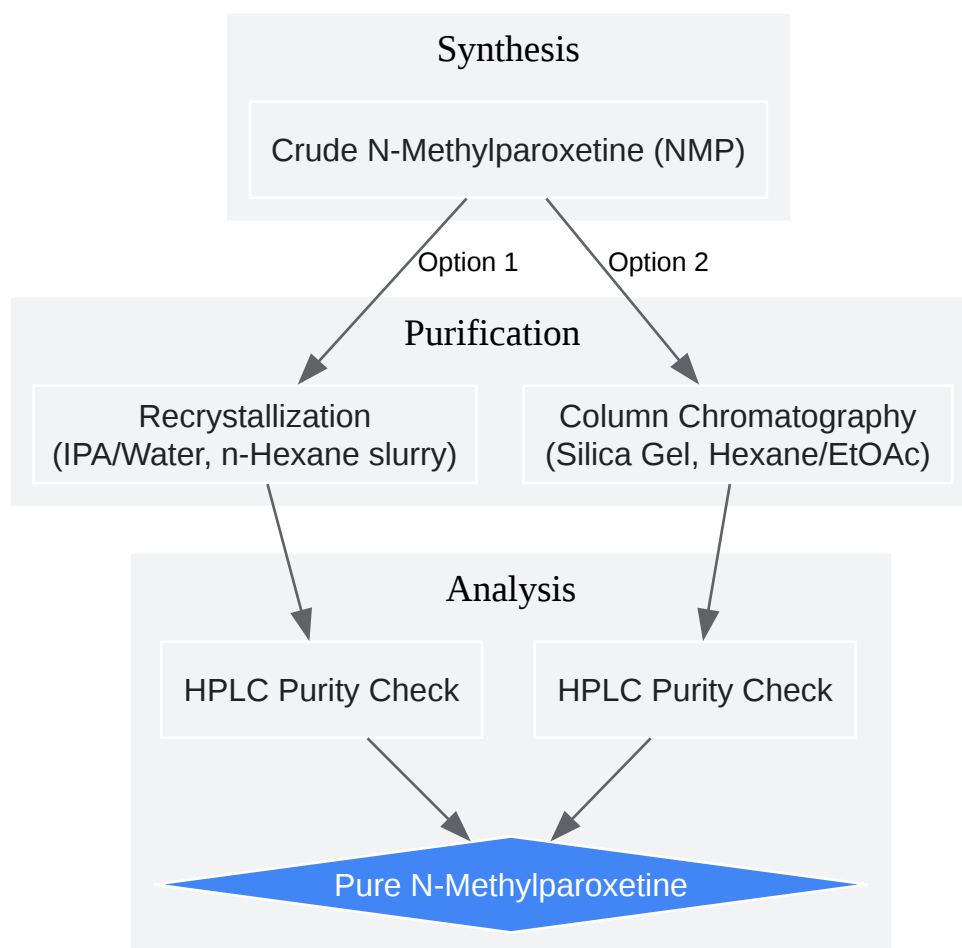 Synthesis
Crude N-Methylparoxetine (NMP)
Option 1
Option 2
Purification
Recrystallization
(IPA/Water, n-Hexane slurry)
Column Chromatography
(Silica Gel, Hexane/EtOAc)
Analysis
HPLC Purity Check
HPLC Purity Check
Pure N-Methylparoxetine